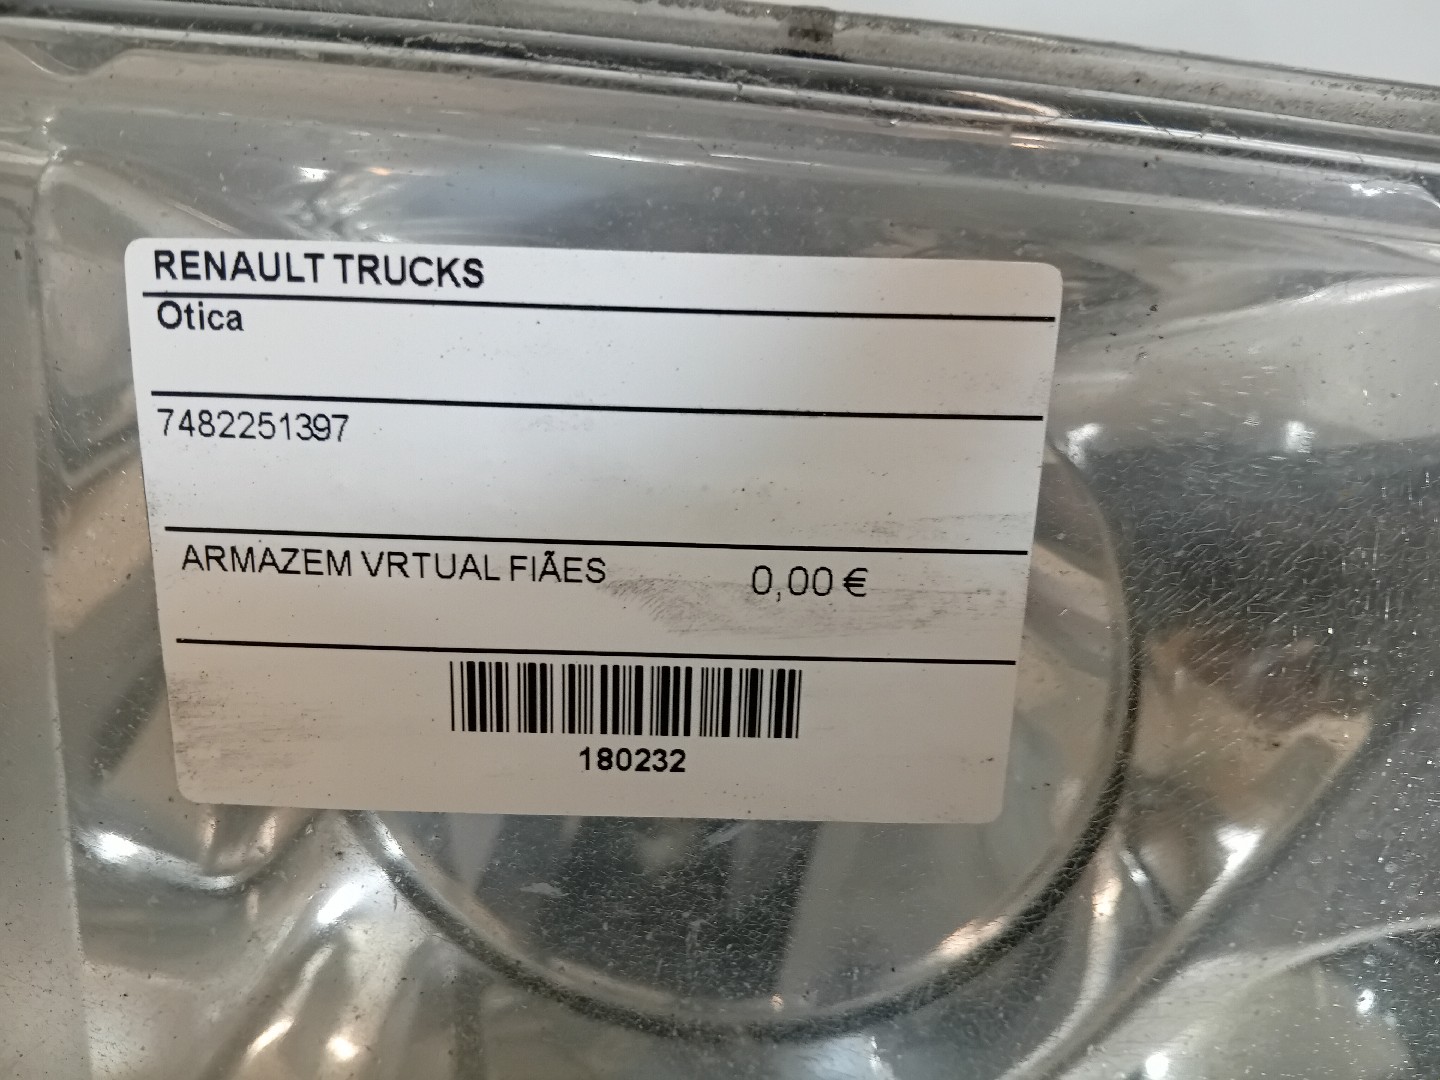 RENAULT TRUCKS
Otica
7482251397
ARMAZEM VRTUAL FIÃES 0,00 €
180232